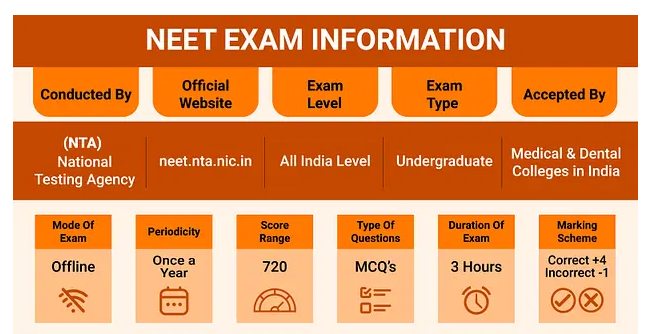 NEET EXAM INFORMATION
Conducted By
Official
Website
Exam
Level
Exam
Type
Accepted By
(NTA)
National
Testing Agency
neet.nta.nic.in
All India Level
Undergraduate
Medical & Dental
Colleges in India
Mode Of
Exam
Offline
Periodicity
Once a
Year
Score
Range
720
Type Of
Questions
MCQ's
Duration Of
Exam
3 Hours
Marking
Scheme
Correct +4
Incorrect -1